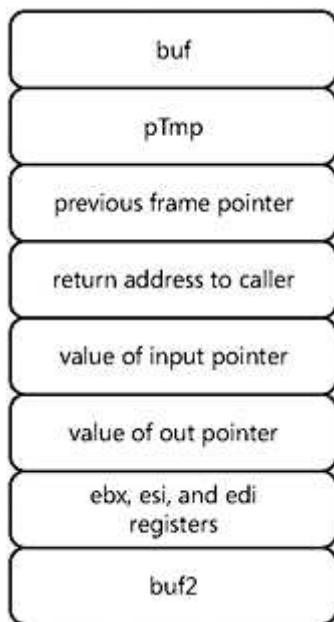 buf
pTmp
previous frame pointer
return address to caller
value of input pointer
value of out pointer
ebx, esi, and edi
registers
buf2